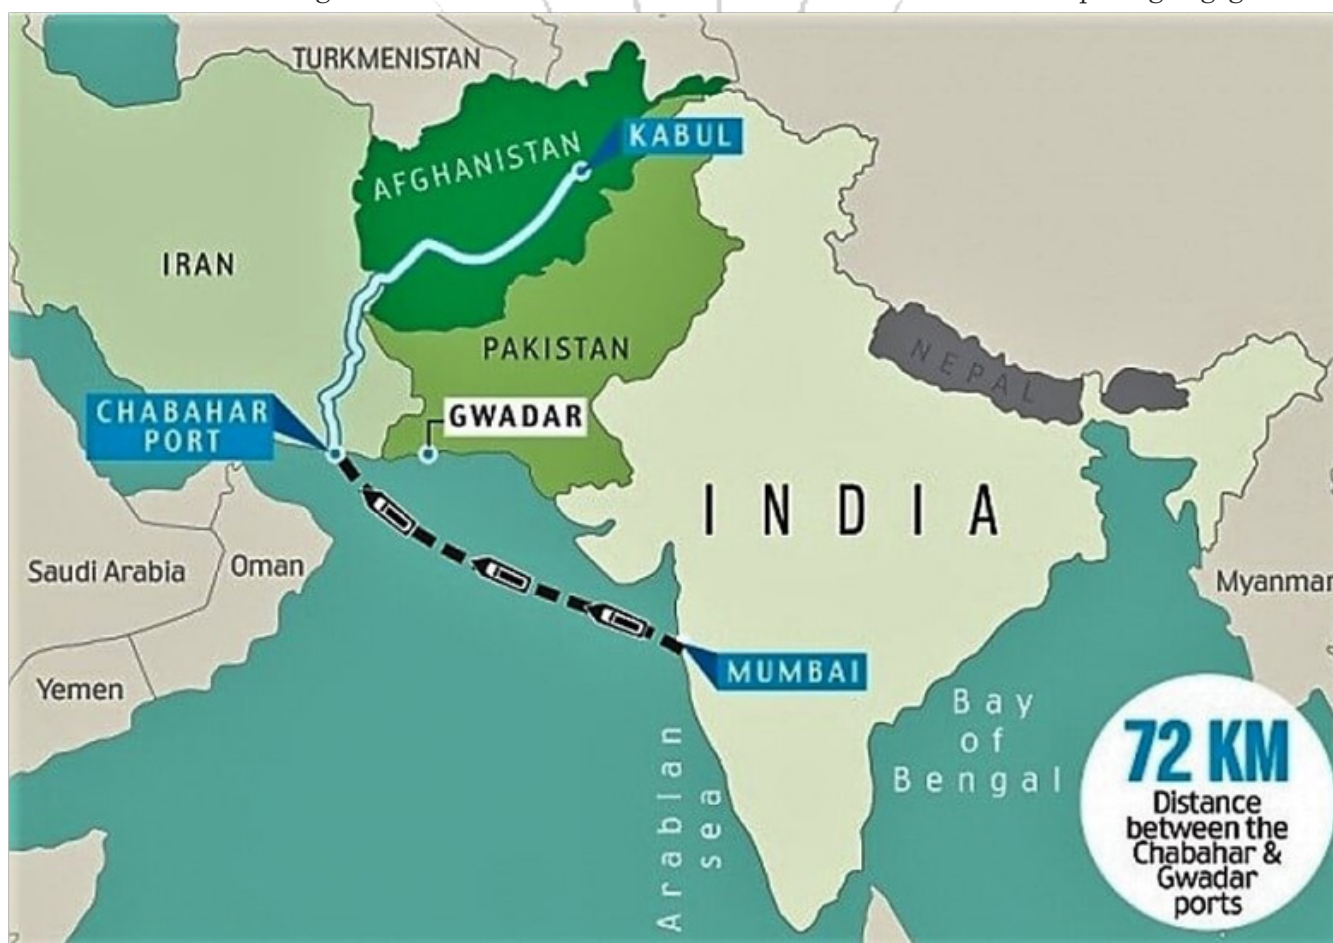 TURKMENISTAN
KABUL
AFGHANISTAN
IRAN
PAKISTAN
NEPAL
CHABAHAR
PORT
GWADAR
INDIA
Saudi Arabia
Oman
Myanmar
Yemen
MUMBAI
Bay
of
Bengal
Arabian
sea
72 KM
Distance
between the
Chabahar &
Gwadar
ports